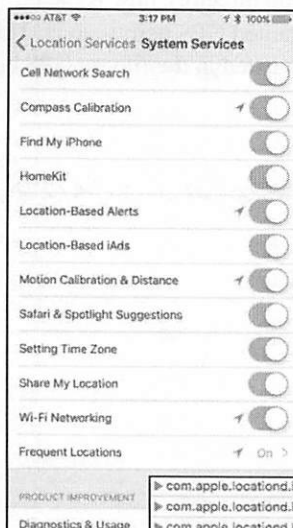 AT&T 3:17 PM 100%
Location Services System Services
Cell Network Search
Compass Calibration
Find My iPhone
HomeKit
Location-Based Alerts
Location-Based iAds
Motion Calibration & Distance
Safari & Spotlight Suggestions
Setting Time Zone
Share My Location
Wi-Fi Networking
Frequent Locations On
PRODUCT IMPROVEMENT
Diagnostics & Usage
com.apple.locationd.
com.apple.locationd.
com.apple.locationd.